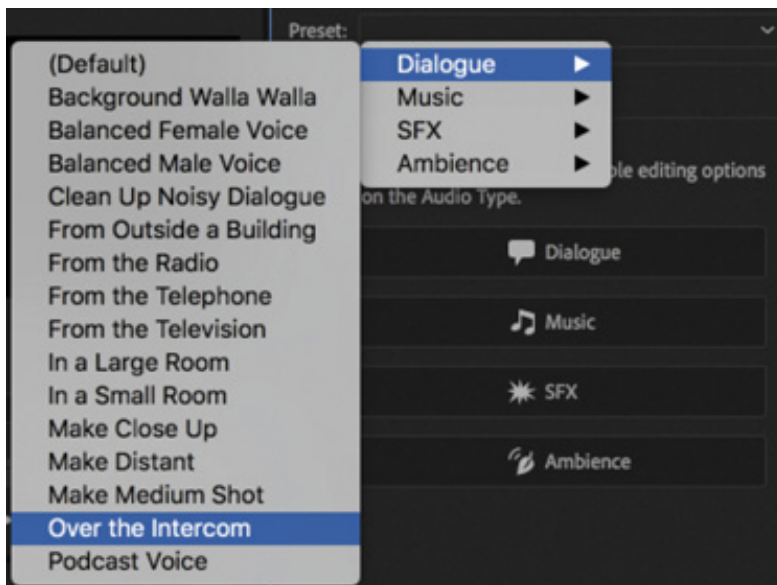 Preset:
Dialogue
Music
SFX
Ambience
(Default)
Background Walla Walla
Balanced Female Voice
Balanced Male Voice
Clean Up Noisy Dialogue
From Outside a Building
From the Radio
From the Telephone
From the Television
In a Large Room
In a Small Room
Make Close Up
Make Distant
Make Medium Shot
Over the Intercom
Podcast Voice
editing options
on the Audio Type.
Dialogue
Music
SFX
Ambience